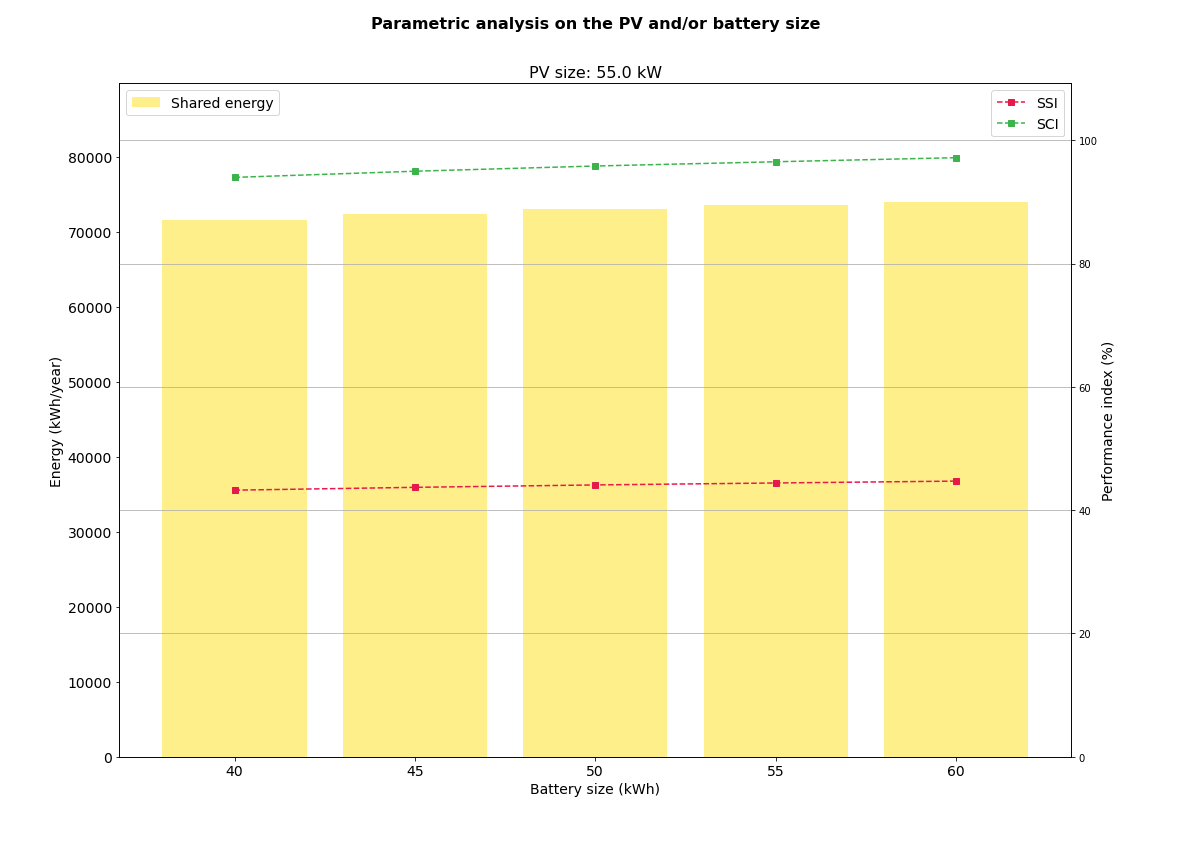 Parametric analysis on the PV and/or battery size
PV size: 55.0 kW
Shared energy
SSI
SCI
80000
70000
60000
50000
40000
30000
20000
10000
0
Energy (kWh/year)
100
80
60
40
20
0
Performance index (%)
40 45 50 55 60
Battery size (kWh)